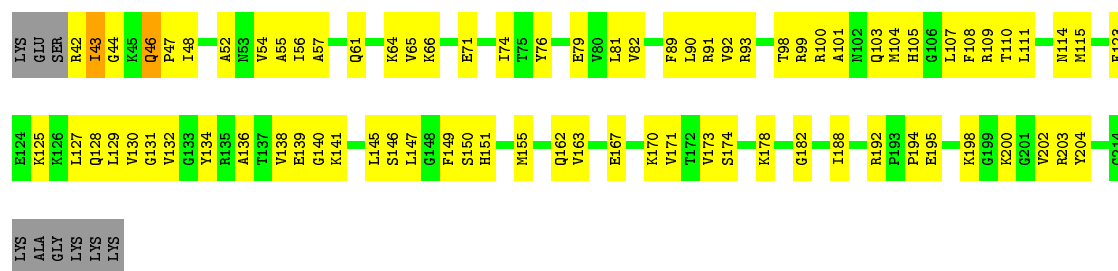 LYS GLU SER R42 I43 G44 K45 Q46 P47 I48 A52 N53 V54 A55 I56 A57 Q61 K64 V65 K66 E71 I74 T75 Y76 E79 V80 L81 V82 F89 L90 R91 V92 R93 T98 R99 R100 A101 N102 Q103 M104 H105 G106 L107 F108 R109 T110 L111 N114 M115
E124 K125 K126 L127 Q128 L129 V130 G131 V132 G133 Y134 R135 A136 T137 V138 E139 G140 K141 L145 S146 L147 G148 F149 S150 H151 M155 Q162 V163 E167 K170 V171 T172 V173 S174 K178 G182 I188 R192 P193 P194 E195 K198 G199 K200 G201 V202 R203 Y204
LYS ALA GLY LYS LYS LYS